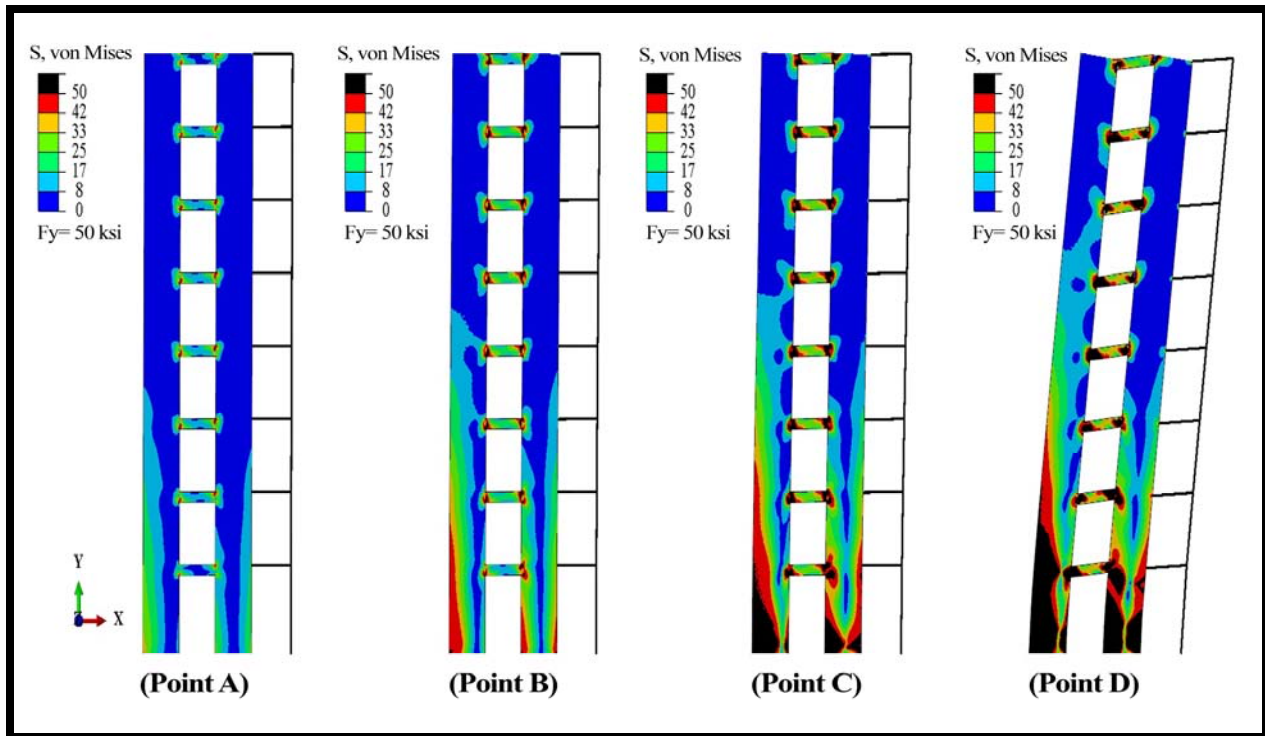 S, von Mises
50
42
33
25
17
8
0
Fy= 50 ksi
Y
Z
X
(Point A)
S, von Mises
50
42
33
25
17
8
0
Fy= 50 ksi
(Point B)
S, von Mises
50
42
33
25
17
8
0
Fy= 50 ksi
(Point C)
S, von Mises
50
42
33
25
17
8
0
Fy= 50 ksi
(Point D)